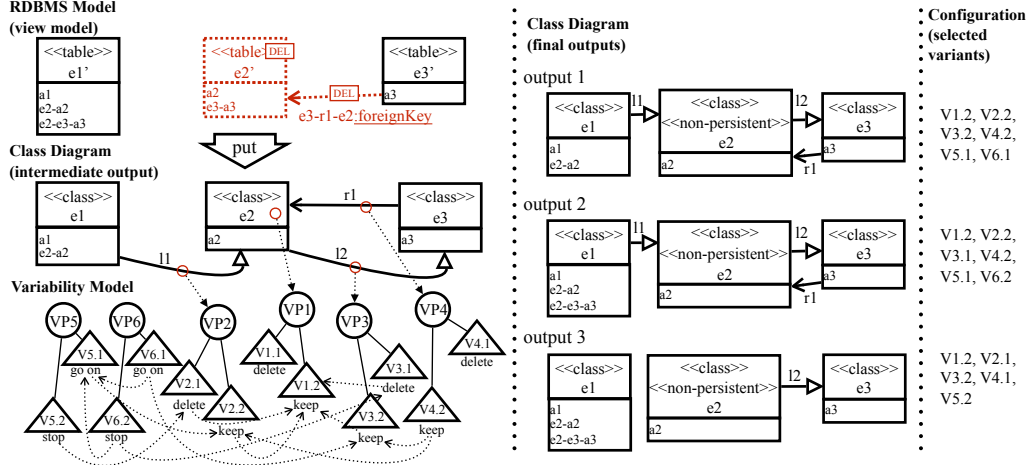 RDBMS Model
(view model)
<<table>>
e1’
a1
e2-a2
e2-e3-a3
<<table>>
DEL
e2’
a2
e3-a3
<<table>>
e3’
a3
DEL
e3-r1-e2:foreignKey
put
Class Diagram
(intermediate output)
<<class>>
e1
a1
e2-a2
<<class>>
e2
a2
<<class>>
e3
a3
r1
l1
l2
Variability Model
VP5
VP6
VP2
VP1
VP3
VP4
V5.1
go on
V6.1
go on
V2.1
delete
V1.1
delete
V3.1
delete
V4.1
delete
V5.2
stop
V6.2
stop
V2.2
keep
V1.2
keep
V3.2
keep
V4.2
keep
Class Diagram
(final outputs)
output 1
<<class>>
e1
a1
e2-a2
l1
<<class>>
<<non-persistent>>
e2
a2
l2
<<class>>
e3
a3
r1
output 2
<<class>>
e1
a1
e2-a2
e2-e3-a3
l1
<<class>>
<<non-persistent>>
e2
a2
l2
<<class>>
e3
a3
r1
output 3
<<class>>
e1
a1
e2-a2
e2-e3-a3
<<class>>
<<non-persistent>>
e2
a2
l2
<<class>>
e3
a3
Configuration
(selected
variants)
V1.2, V2.2,
V3.2, V4.2,
V5.1, V6.1
V1.2, V2.2,
V3.1, V4.2,
V5.1, V6.2
V1.2, V2.1,
V3.2, V4.1,
V5.2